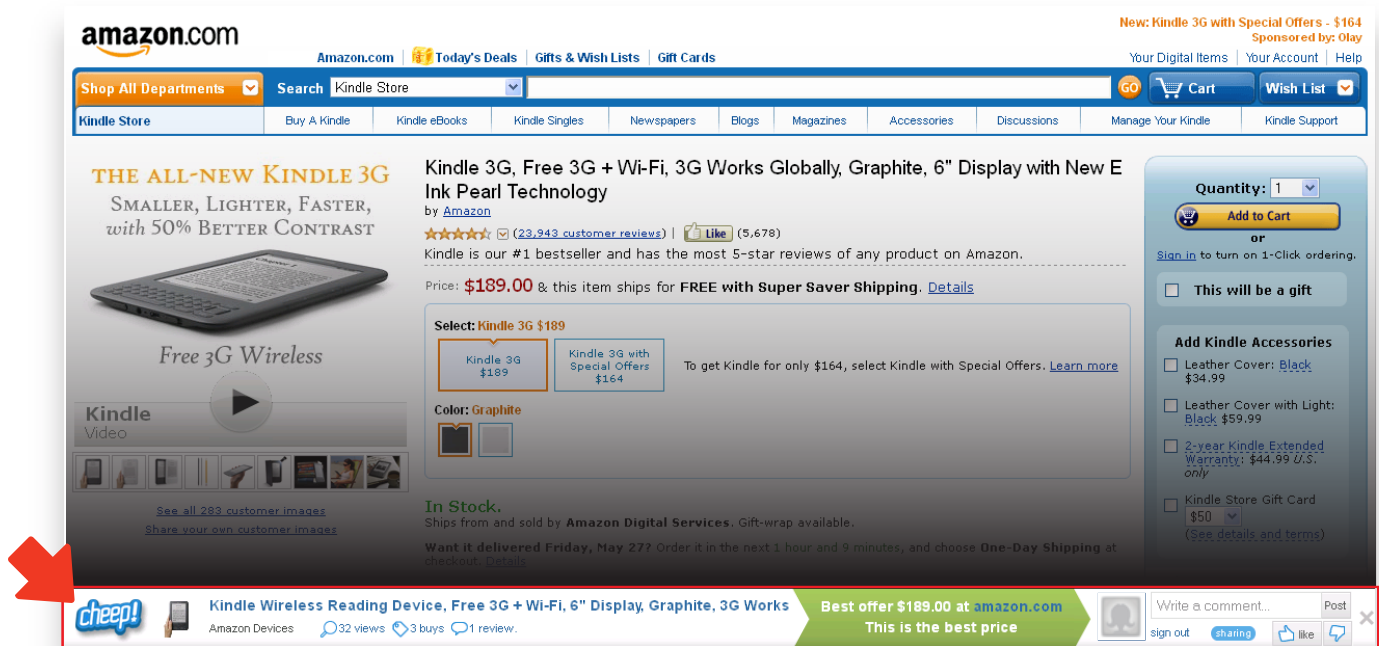 amazon.com
New: Kindle 3G with Special Offers - $164
Sponsored by: Olay
Amazon.com Today's Deals Gifts & Wish Lists Gift Cards
Your Digital Items Your Account Help
Shop All Departments Search Kindle Store GO Cart Wish List
Kindle Store Buy A Kindle Kindle eBooks Kindle Singles Newspapers Blogs Magazines Accessories Discussions Manage Your Kindle Kindle Support
THE ALL-NEW KINDLE 3G
SMALLER, LIGHTER, FASTER,
with 50% BETTER CONTRAST
Free 3G Wireless
Kindle
Video
See all 283 customer images
Share your own customer images
Kindle 3G, Free 3G + Wi-Fi, 3G Works Globally, Graphite, 6" Display with New E
Ink Pearl Technology
by Amazon
(23,943 customer reviews) | Like (5,678)
Kindle is our #1 bestseller and has the most 5-star reviews of any product on Amazon.
Price: $189.00 & this item ships for FREE with Super Saver Shipping. Details
Select: Kindle 3G $189
Kindle 3G
$189
Kindle 3G with
Special Offers
$164
To get Kindle for only $164, select Kindle with Special Offers. Learn more
Color: Graphite
In Stock.
Ships from and sold by Amazon Digital Services. Gift-wrap available.
Want it delivered Friday, May 27? Order it in the next 1 hour and 9 minutes, and choose One-Day Shipping at
checkout. Details
Quantity: 1
Add to Cart
or
Sign in to turn on 1-Click ordering.
This will be a gift
Add Kindle Accessories
Leather Cover: Black
$34.99
Leather Cover with Light:
Black $59.99
2-year Kindle Extended
Warranty: $44.99 U.S.
only
Kindle Store Gift Card
$50
(See details and terms)
cheep!
Kindle Wireless Reading Device, Free 3G + Wi-Fi, 6" Display, Graphite, 3G Works
Amazon Devices 32 views 3 buys 1 review.
Best offer $189.00 at amazon.com
This is the best price
Write a comment... Post
sign out sharing like